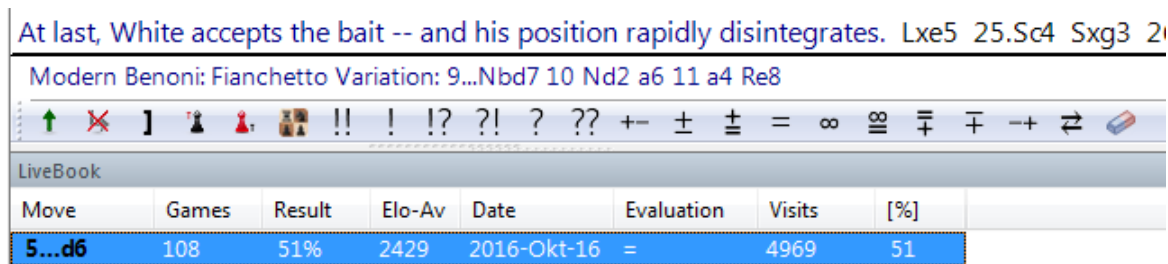 At last, White accepts the bait -- and his position rapidly disintegrates. Lxe5 25.Sc4 Sxg3 2
Modern Benoni: Fianchetto Variation: 9...Nbd7 10 Nd2 a6 11 a4 Re8
] !! ! !? ?! ? ?? +− ± ⩲ = ∞ ⯹ ⩱ ∓ −+ ⇄
LiveBook
Move Games Result Elo-Av Date Evaluation Visits [%]
5...d6 108 51% 2429 2016-Okt-16 = 4969 51